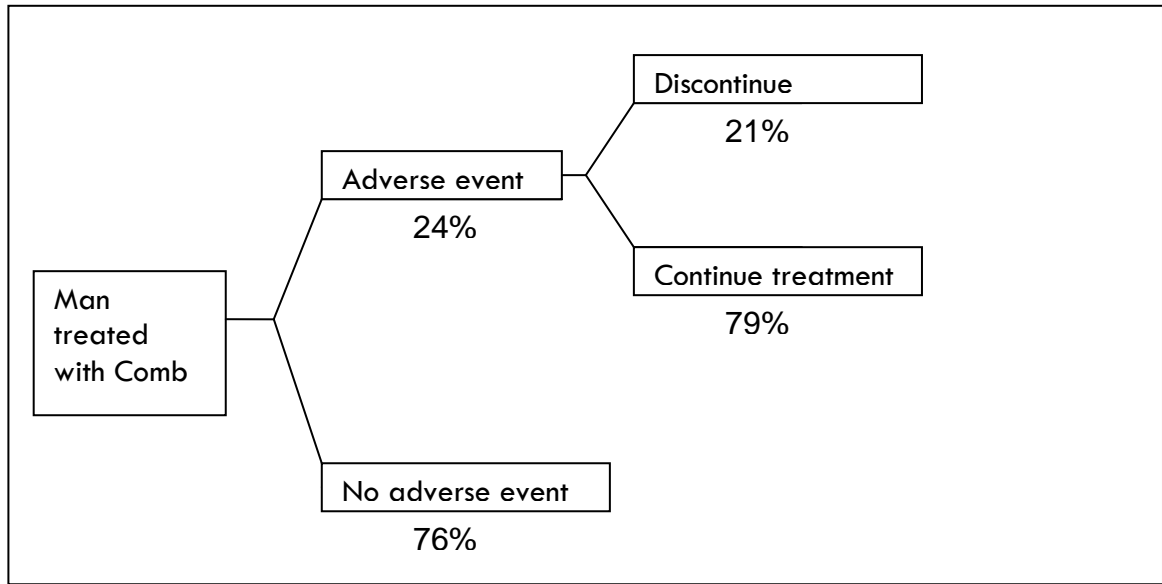 Discontinue
21%
Adverse event
24%
Continue treatment
79%
Man
treated
with Comb
No adverse event
76%